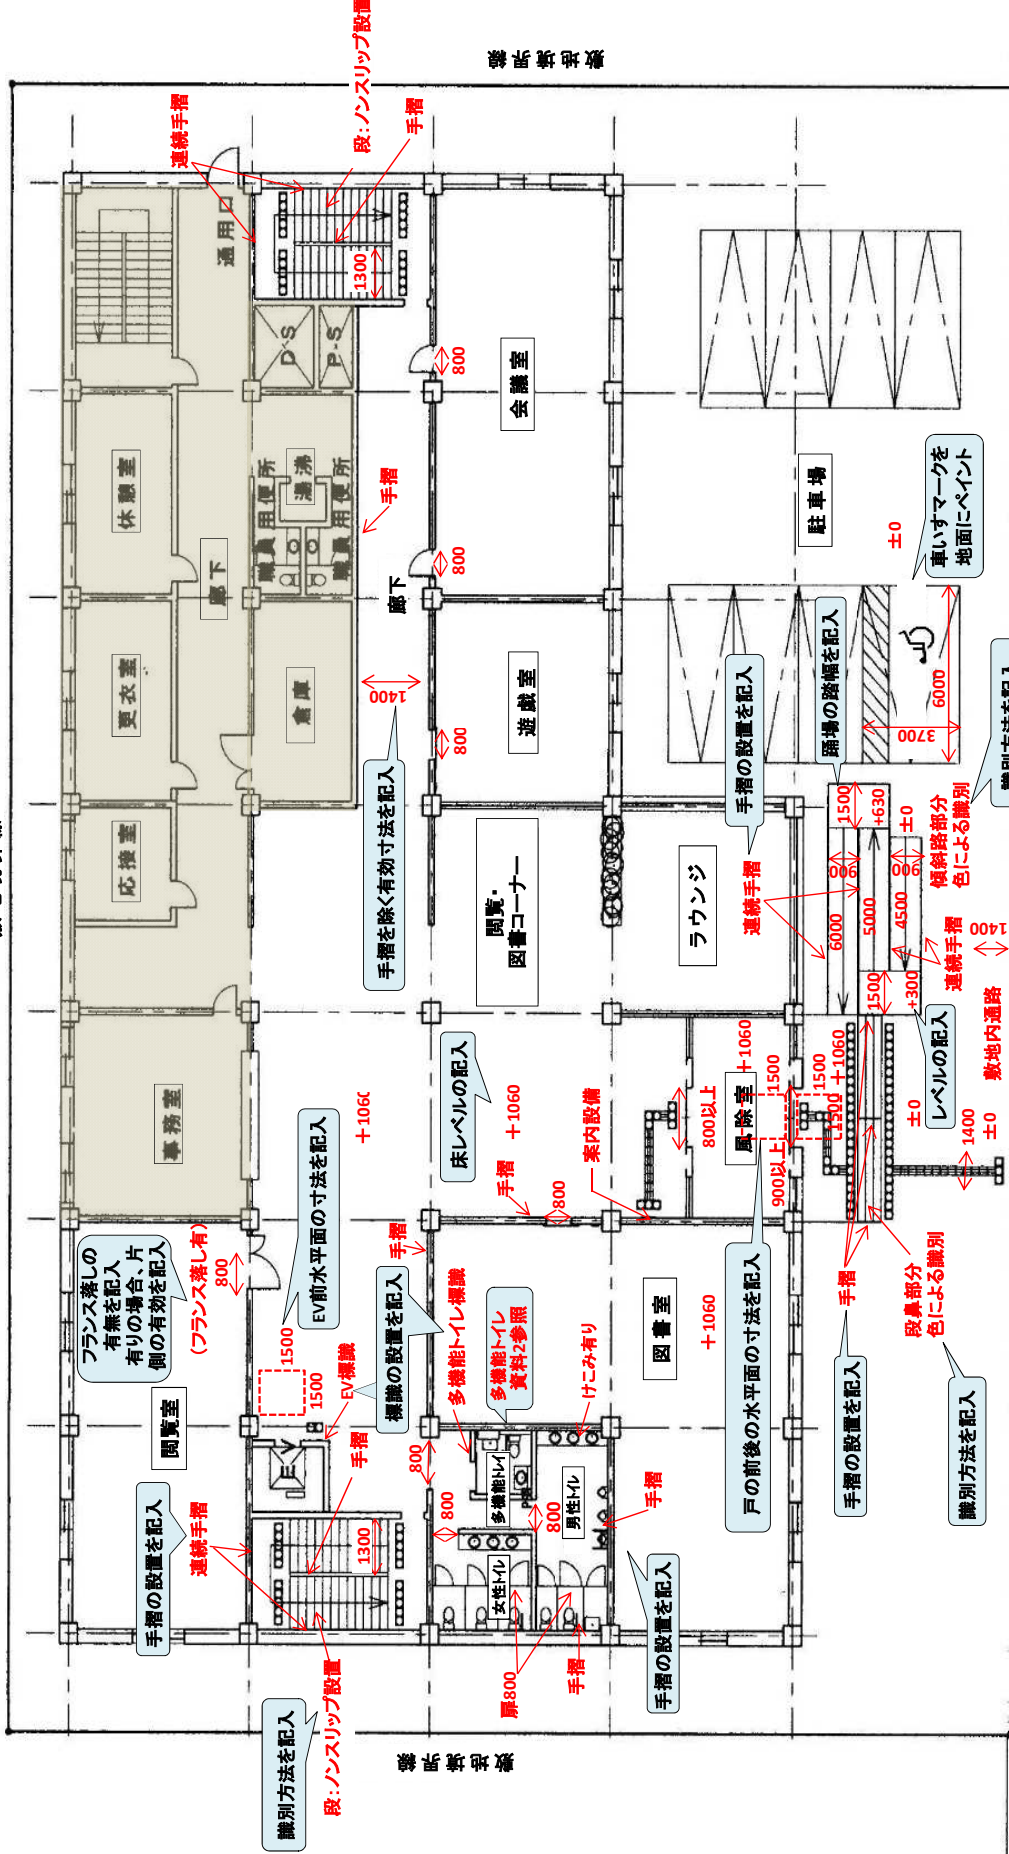 敷地境界線
段:ノンスリップ設置
連続手摺
手摺
通用口
1300
D・S
P・S
800
会議室
休憩室
湯沸
職員用便所
職員用便所
手摺
廊下
廊下
800
駐車場
±0
車いすマークを
地面にペイント
更衣室
倉庫
1400
800
遊戯室
手摺の設置を記入
踊場の踏幅を記入
6000
3700
応接室
手摺を除く有効寸法を記入
閲覧・
図書コーナー
ラウンジ
連続手摺
1500
+630
900
900
6000
5000
4500
±0
傾斜路部分
色による識別
識別方法を記入
1500
+300
連続手摺
1400
敷地内通路
レベルの記入
事務室
+1060
床レベルの記入
+1060
手摺
800
案内設備
風除室
800以上
+1060
1500
1500
1500
+1060
900以上
±0
1400
±0
フランス落しの
有無を記入
有りの場合、片
側の有効を記入
(フランス落し有)
800
EV前水平面の寸法を記入
1500
1500
EV標識
標識の設置を記入
手摺
多機能トイレ標識
多機能トイレ
資料2参照
けこみ有り
図書室
+1060
戸の前後の水平面の寸法を記入
手摺
段鼻部分
色による識別
手摺の設置を記入
識別方法を記入
閲覧室
EV
手摺
800
800
多機能トイレ
PS
800
男性トイレ
女性トイレ
手摺
手摺の設置を記入
連続手摺
1300
扉800
手摺
手摺の設置を記入
段:ノンスリップ設置
識別方法を記入
敷地境界線